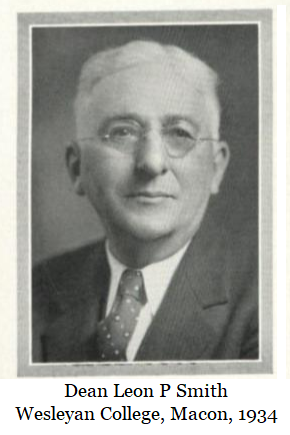 Dean Leon P Smith
Wesleyan College, Macon, 1934